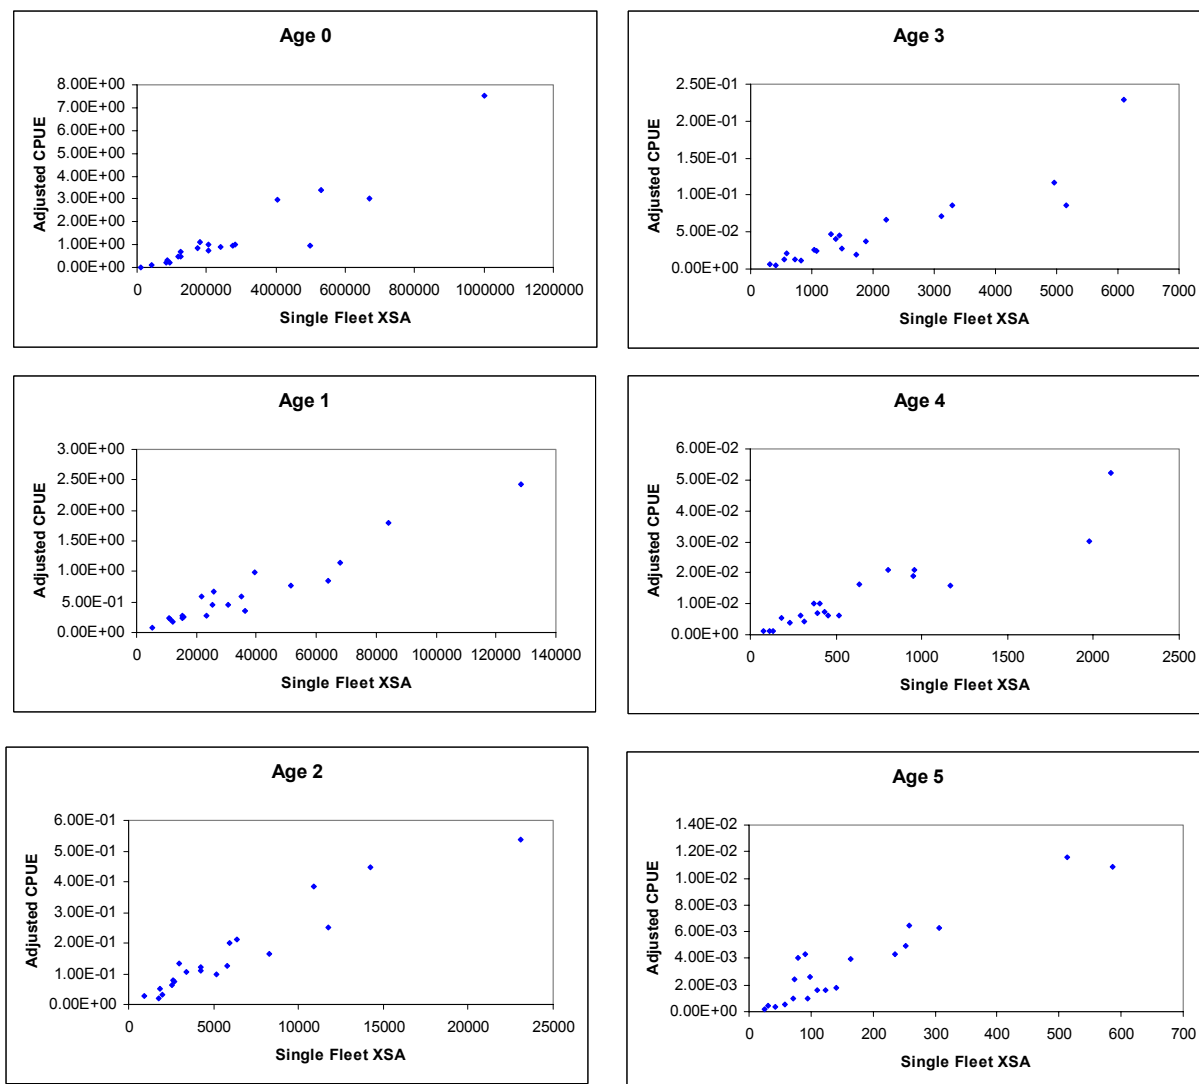 Age 0
Adjusted CPUE
8.00E+00
7.00E+00
6.00E+00
5.00E+00
4.00E+00
3.00E+00
2.00E+00
1.00E+00
0.00E+00
0 200000 400000 600000 800000 1000000 1200000
Single Fleet XSA
Age 3
Adjusted CPUE
2.50E-01
2.00E-01
1.50E-01
1.00E-01
5.00E-02
0.00E+00
0 1000 2000 3000 4000 5000 6000 7000
Single Fleet XSA
Age 1
Adjusted CPUE
3.00E+00
2.50E+00
2.00E+00
1.50E+00
1.00E+00
5.00E-01
0.00E+00
0 20000 40000 60000 80000 100000 120000 140000
Single Fleet XSA
Age 4
Adjusted CPUE
6.00E-02
5.00E-02
4.00E-02
3.00E-02
2.00E-02
1.00E-02
0.00E+00
0 500 1000 1500 2000 2500
Single Fleet XSA
Age 2
Adjusted CPUE
6.00E-01
5.00E-01
4.00E-01
3.00E-01
2.00E-01
1.00E-01
0.00E+00
0 5000 10000 15000 20000 25000
Single Fleet XSA
Age 5
Adjusted CPUE
1.40E-02
1.20E-02
1.00E-02
8.00E-03
6.00E-03
4.00E-03
2.00E-03
0.00E+00
0 100 200 300 400 500 600 700
Single Fleet XSA